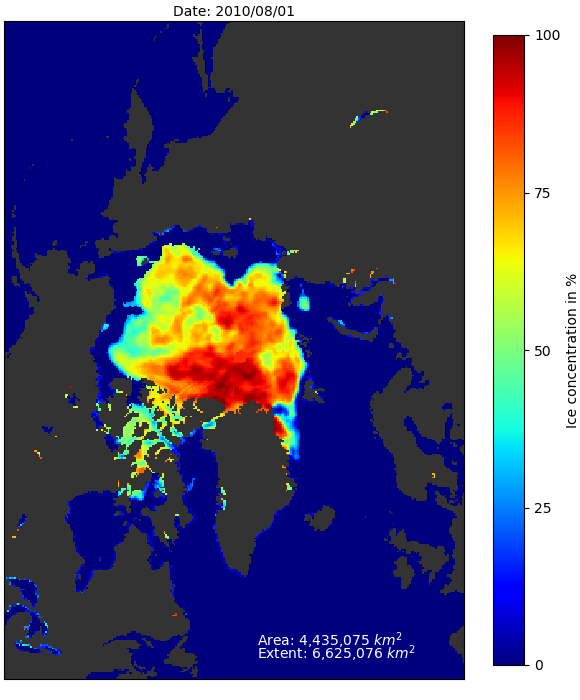 Date: 2010/08/01
100
75
50
25
0
Ice concentration in %
Area: 4,435,075 km²
Extent: 6,625,076 km²